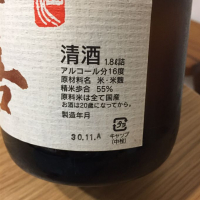 清酒 1.8ℓ詰
アルコール分16度
原材料名 米・米麹
精米歩合 55%
原料米は全て国産
お酒は20歳になってから。
製造年月
30.11.A
キャップ
(中栓)